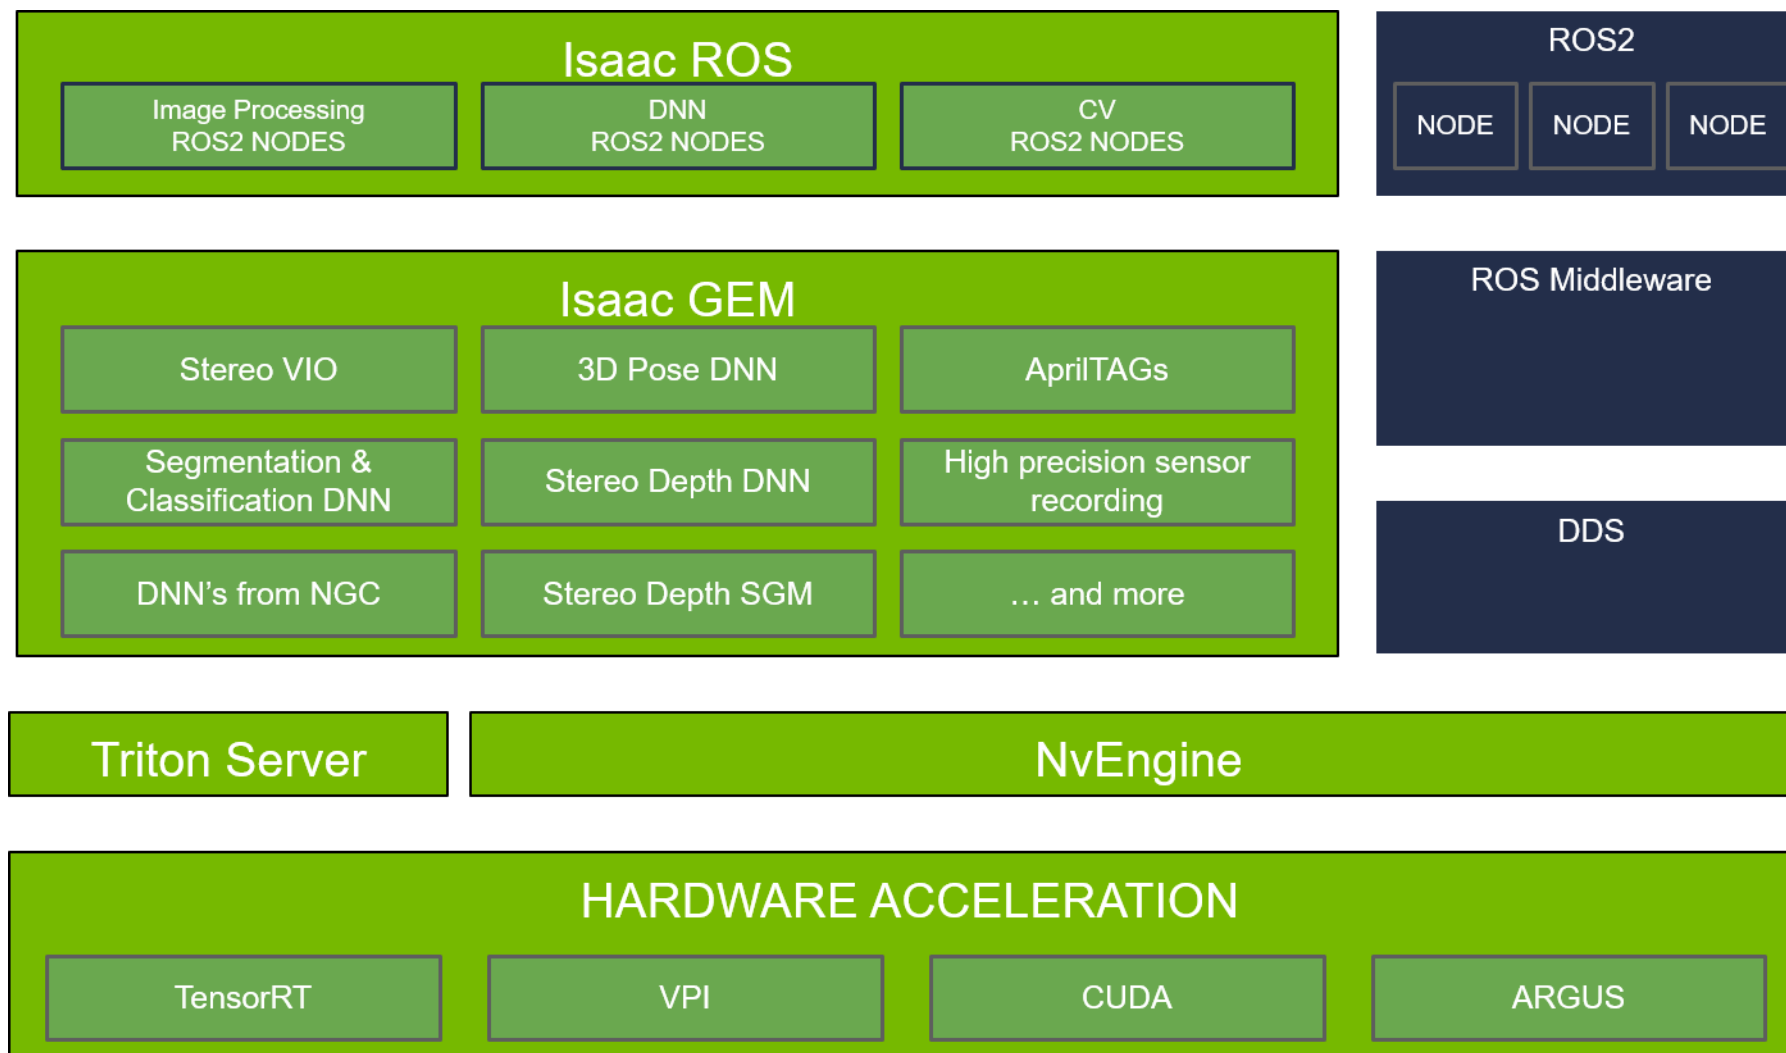 Isaac ROS
Image Processing
ROS2 NODES
DNN
ROS2 NODES
CV
ROS2 NODES
ROS2
NODE
NODE
NODE
Isaac GEM
Stereo VIO
3D Pose DNN
AprilTAGs
Segmentation &
Classification DNN
Stereo Depth DNN
High precision sensor
recording
DNN's from NGC
Stereo Depth SGM
... and more
ROS Middleware
DDS
Triton Server
NvEngine
HARDWARE ACCELERATION
TensorRT
VPI
CUDA
ARGUS